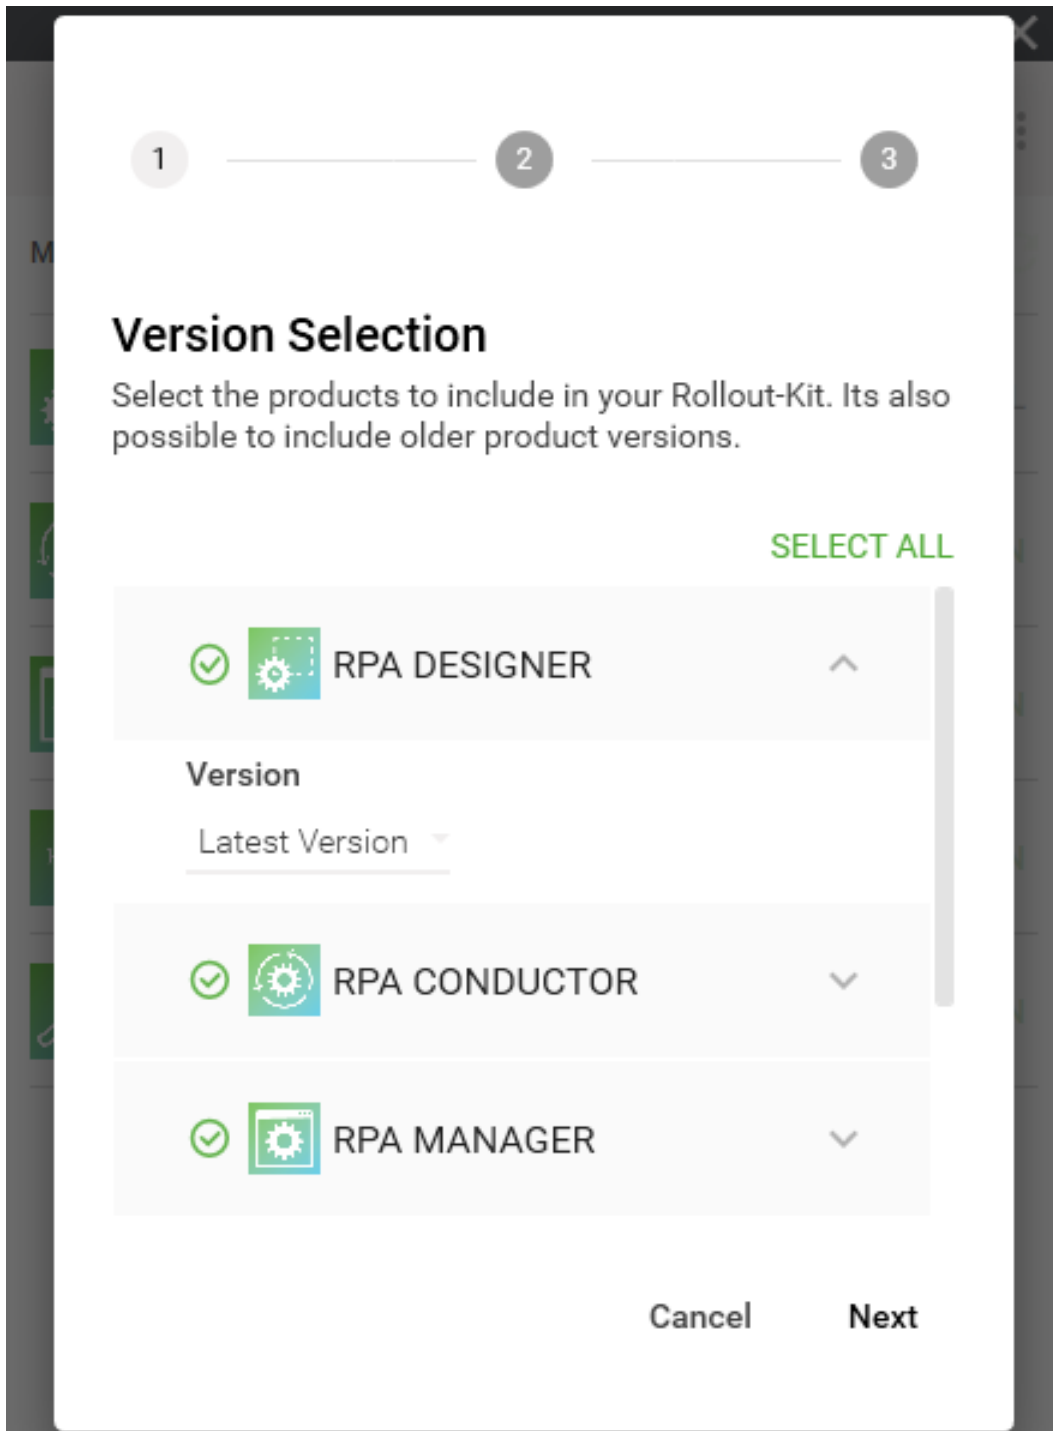 1 2 3
M
Version Selection
Select the products to include in your Rollout-Kit. Its also
possible to include older product versions.
SELECT ALL
RPA DESIGNER
Version
Latest Version
RPA CONDUCTOR
RPA MANAGER
Cancel Next